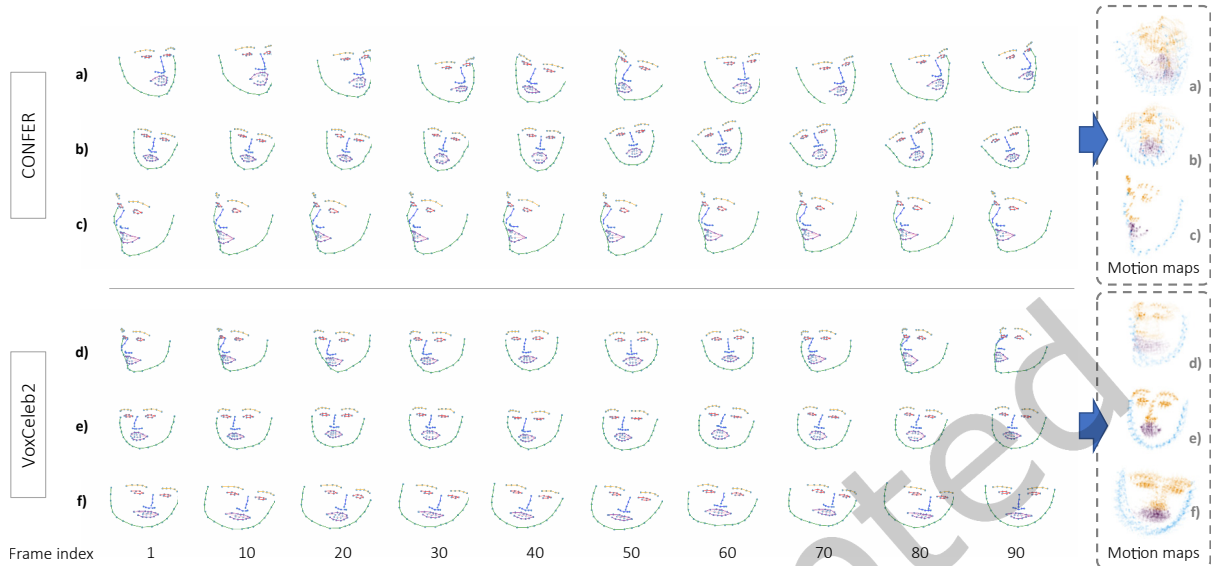 CONFER
a)
b)
c)
a)
b)
c)
Motion maps
VoxCeleb2
d)
e)
f)
d)
e)
f)
Motion maps
Frame index 1 10 20 30 40 50 60 70 80 90